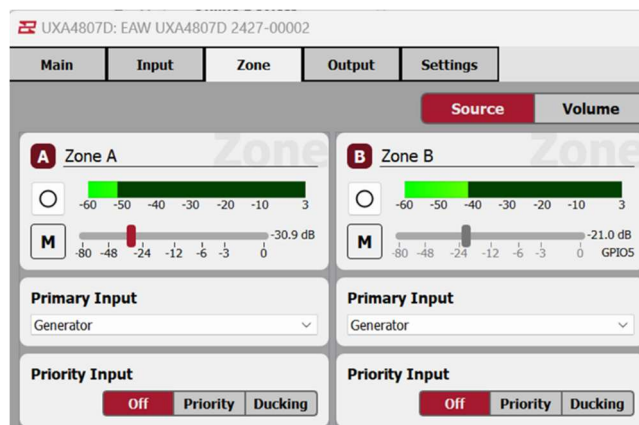 UXA4807D: EAW UXA4807D 2427-00002
Main Input Zone Output Settings
Source Volume
A Zone A Zone
B Zone B Zone
-60 -50 -40 -30 -20 -10 3
-60 -50 -40 -30 -20 -10 3
M -30.9 dB
-80 -48 -24 -12 -6 -3 0
M -21.0 dB
-80 -48 -24 -12 -6 -3 0 GPIO5
Primary Input
Generator
Primary Input
Generator
Priority Input
Off Priority Ducking
Priority Input
Off Priority Ducking